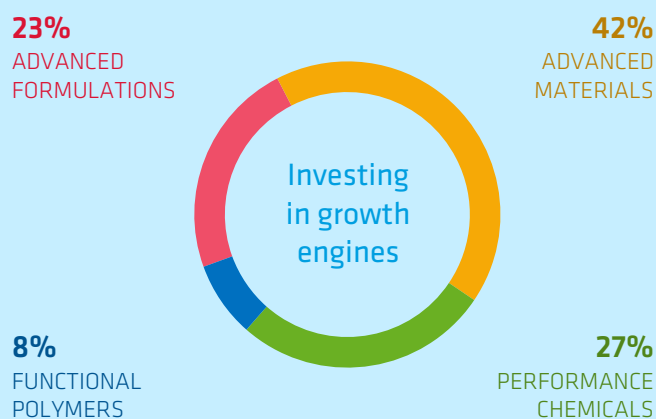 23%
ADVANCED
FORMULATIONS
42%
ADVANCED
MATERIALS
Investing
in growth
engines
8%
FUNCTIONAL
POLYMERS
27%
PERFORMANCE
CHEMICALS